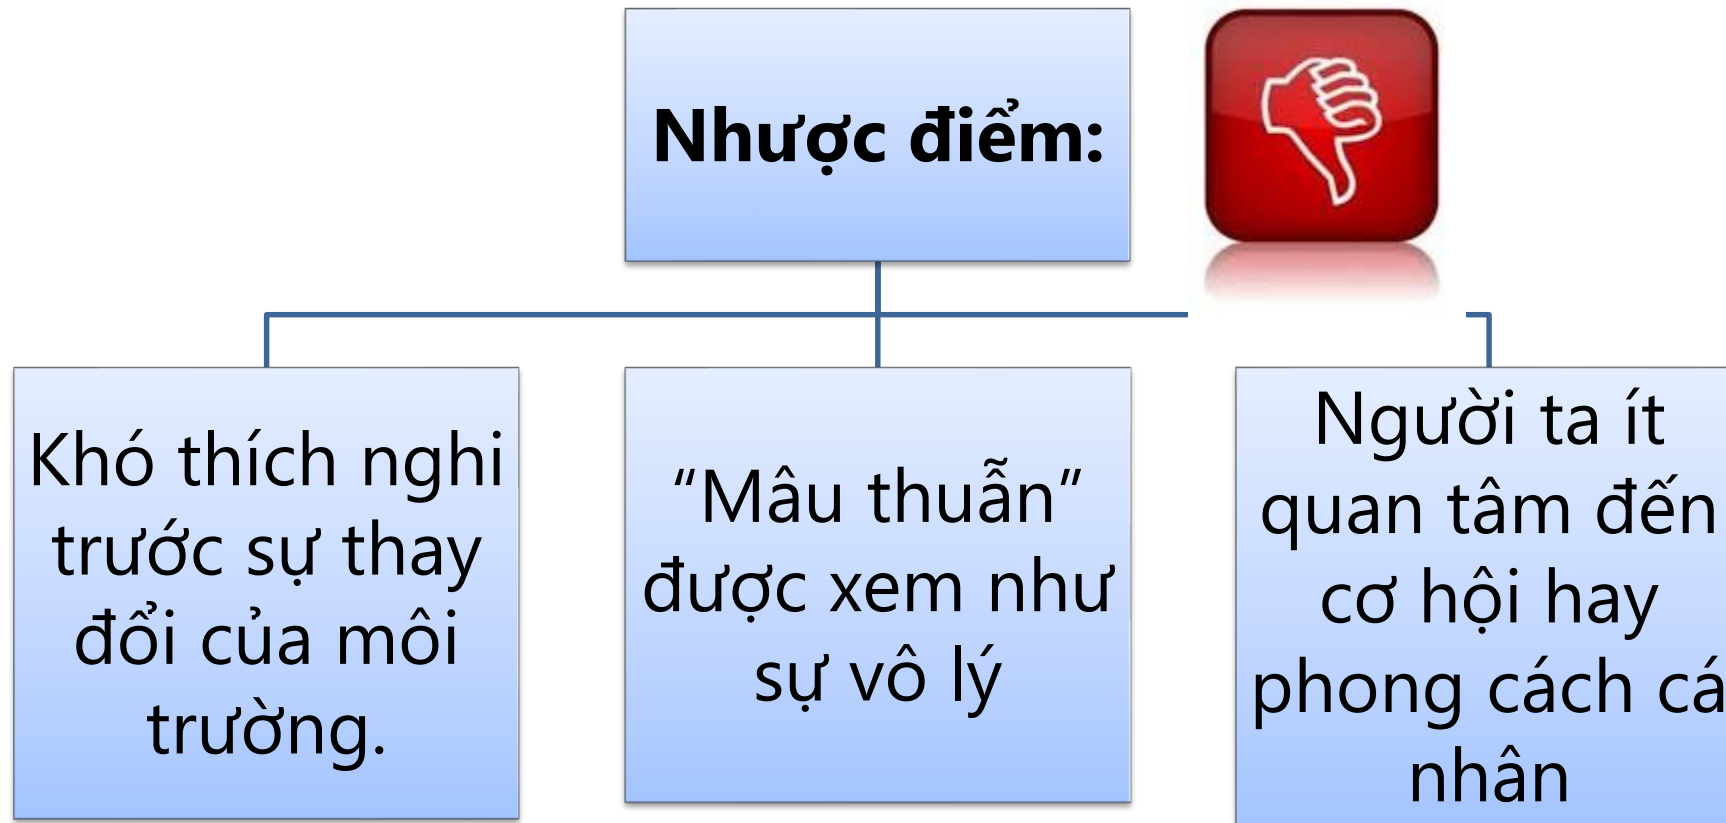 Nhược điểm:
Khó thích nghi
trước sự thay
đổi của môi
trường.
“Mâu thuẫn”
được xem như
sự vô lý
Người ta ít
quan tâm đến
cơ hội hay
phong cách cá
nhân